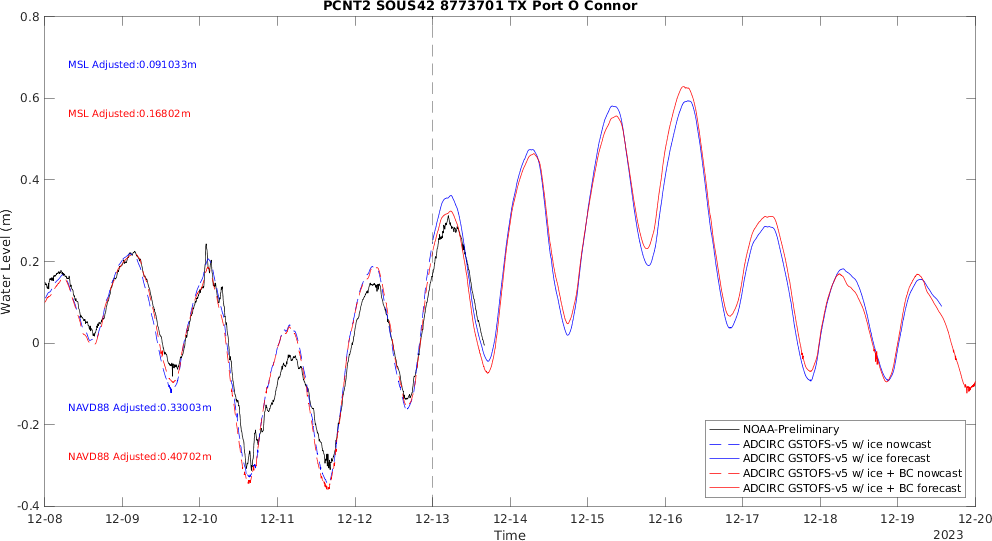 PCNT2 SOUS42 8773701 TX Port O Connor
0.8
MSL Adjusted:0.091033m
0.6
MSL Adjusted:0.16802m
0.4
0.2
Water Level (m)
0
-0.2
NAVD88 Adjusted:0.33003m
NAVD88 Adjusted:0.40702m
-0.4
NOAA-Preliminary
ADCIRC GSTOFS-v5 w/ ice nowcast
ADCIRC GSTOFS-v5 w/ ice forecast
ADCIRC GSTOFS-v5 w/ ice + BC nowcast
ADCIRC GSTOFS-v5 w/ ice + BC forecast
12-08 12-09 12-10 12-11 12-12 12-13 12-14 12-15 12-16 12-17 12-18 12-19 12-20
Time
2023